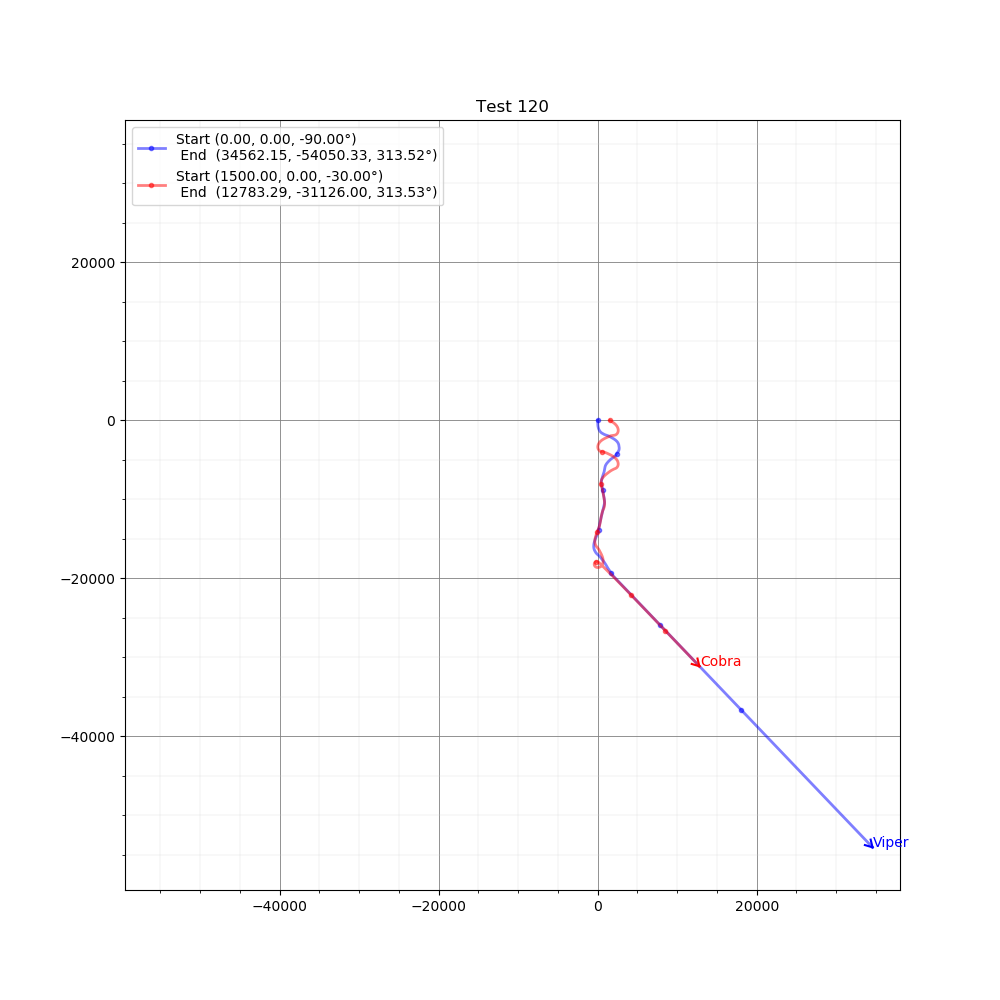 Test 120
Start (0.00, 0.00, -90.00°)
End (34562.15, -54050.33, 313.52°)
Start (1500.00, 0.00, -30.00°)
End (12783.29, -31126.00, 313.53°)
20000
0
−20000
−40000
Cobra
Viper
−40000
−20000
0
20000